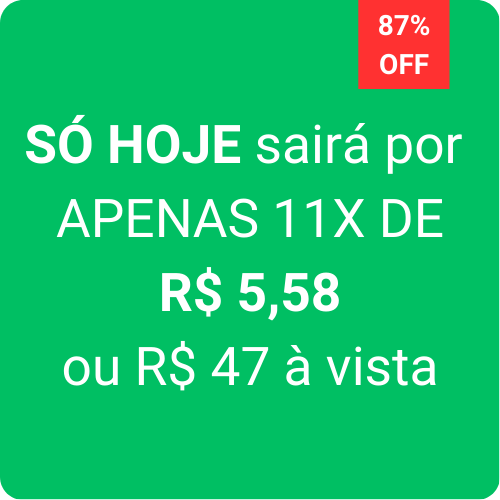 87%
OFF
SÓ HOJE sairá por
APENAS 11X DE
R$ 5,58
ou R$ 47 à vista